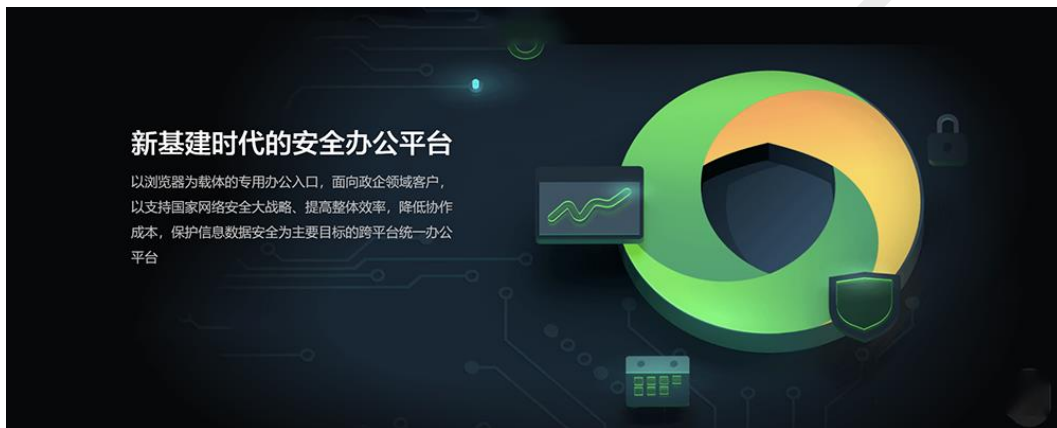 新基建时代的安全办公平台
以浏览器为载体的专用办公入口，面向政企领域客户，
以支持国家网络安全大战略、提高整体效率，降低协作
成本，保护信息数据安全为主要目标的跨平台统一办公
平台